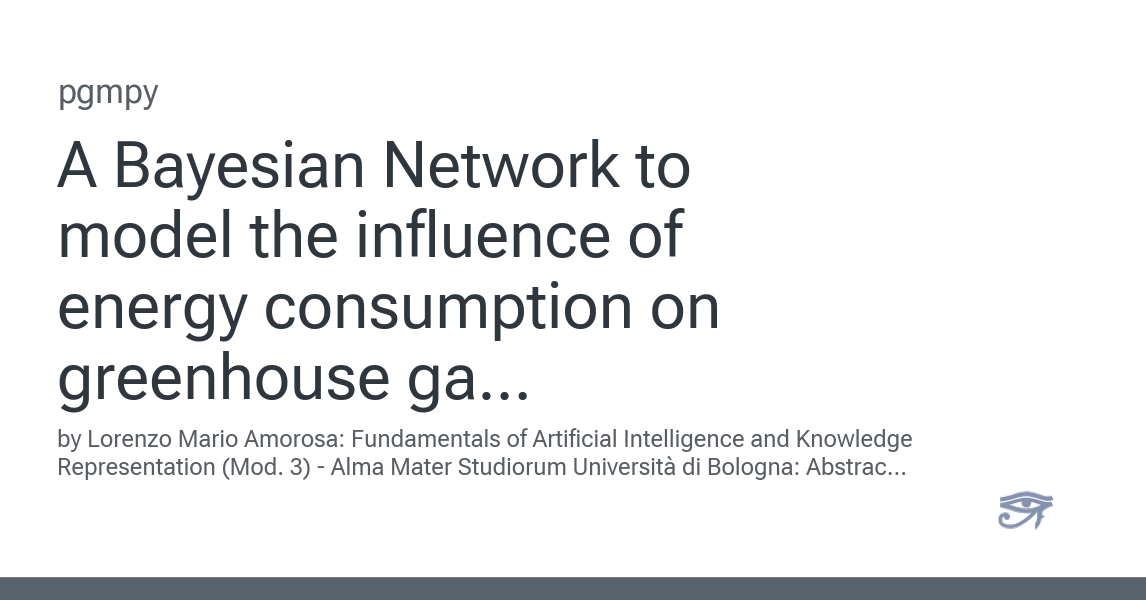 pgmpy
A Bayesian Network to
model the influence of
energy consumption on
greenhouse ga...
by Lorenzo Mario Amorosa: Fundamentals of Artificial Intelligence and Knowledge
Representation (Mod. 3) - Alma Mater Studiorum Università di Bologna: Abstrac...